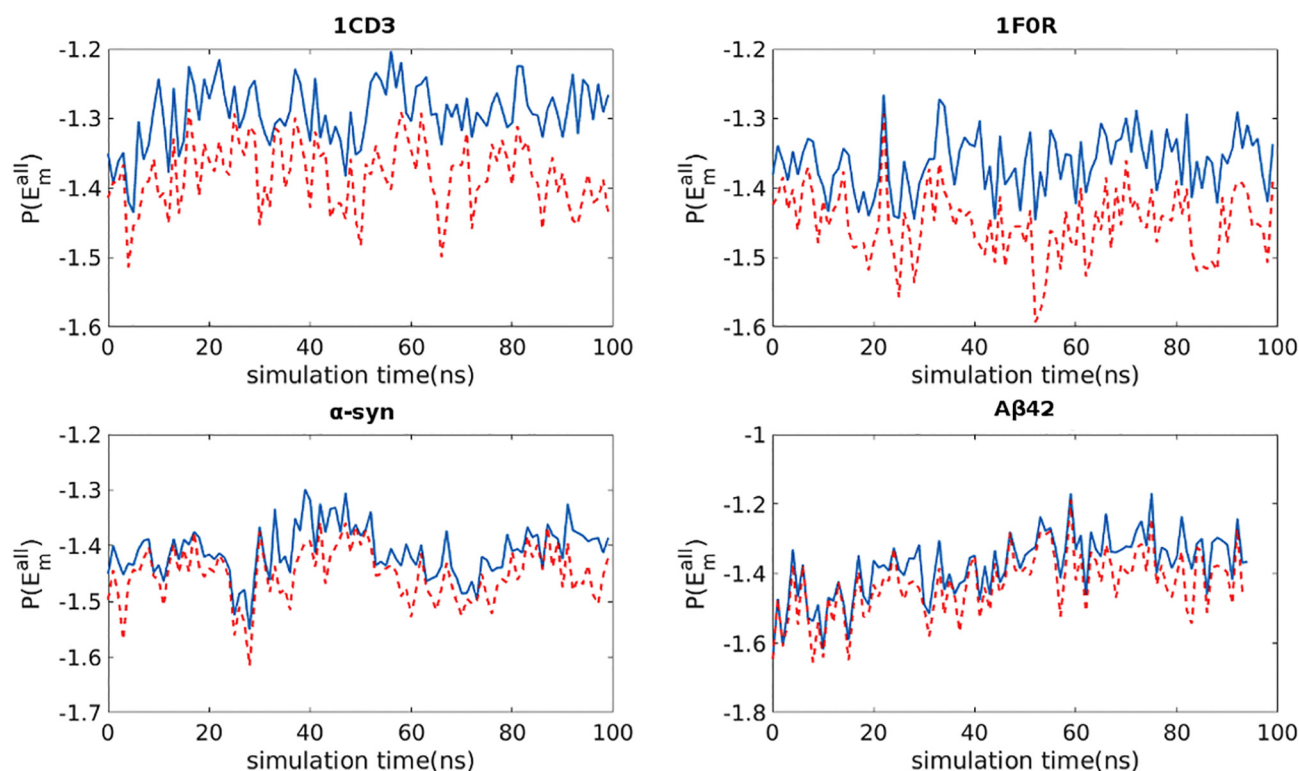 1CD3
-1.2
-1.3
-1.4
-1.5
-1.6
P(E_m^all)
0 20 40 60 80 100
simulation time(ns)
1F0R
-1.2
-1.3
-1.4
-1.5
-1.6
P(E_m^all)
0 20 40 60 80 100
simulation time(ns)
α-syn
-1.2
-1.3
-1.4
-1.5
-1.6
-1.7
P(E_m^all)
0 20 40 60 80 100
simulation time(ns)
Aβ42
-1
-1.2
-1.4
-1.6
-1.8
P(E_m^all)
0 20 40 60 80 100
simulation time(ns)